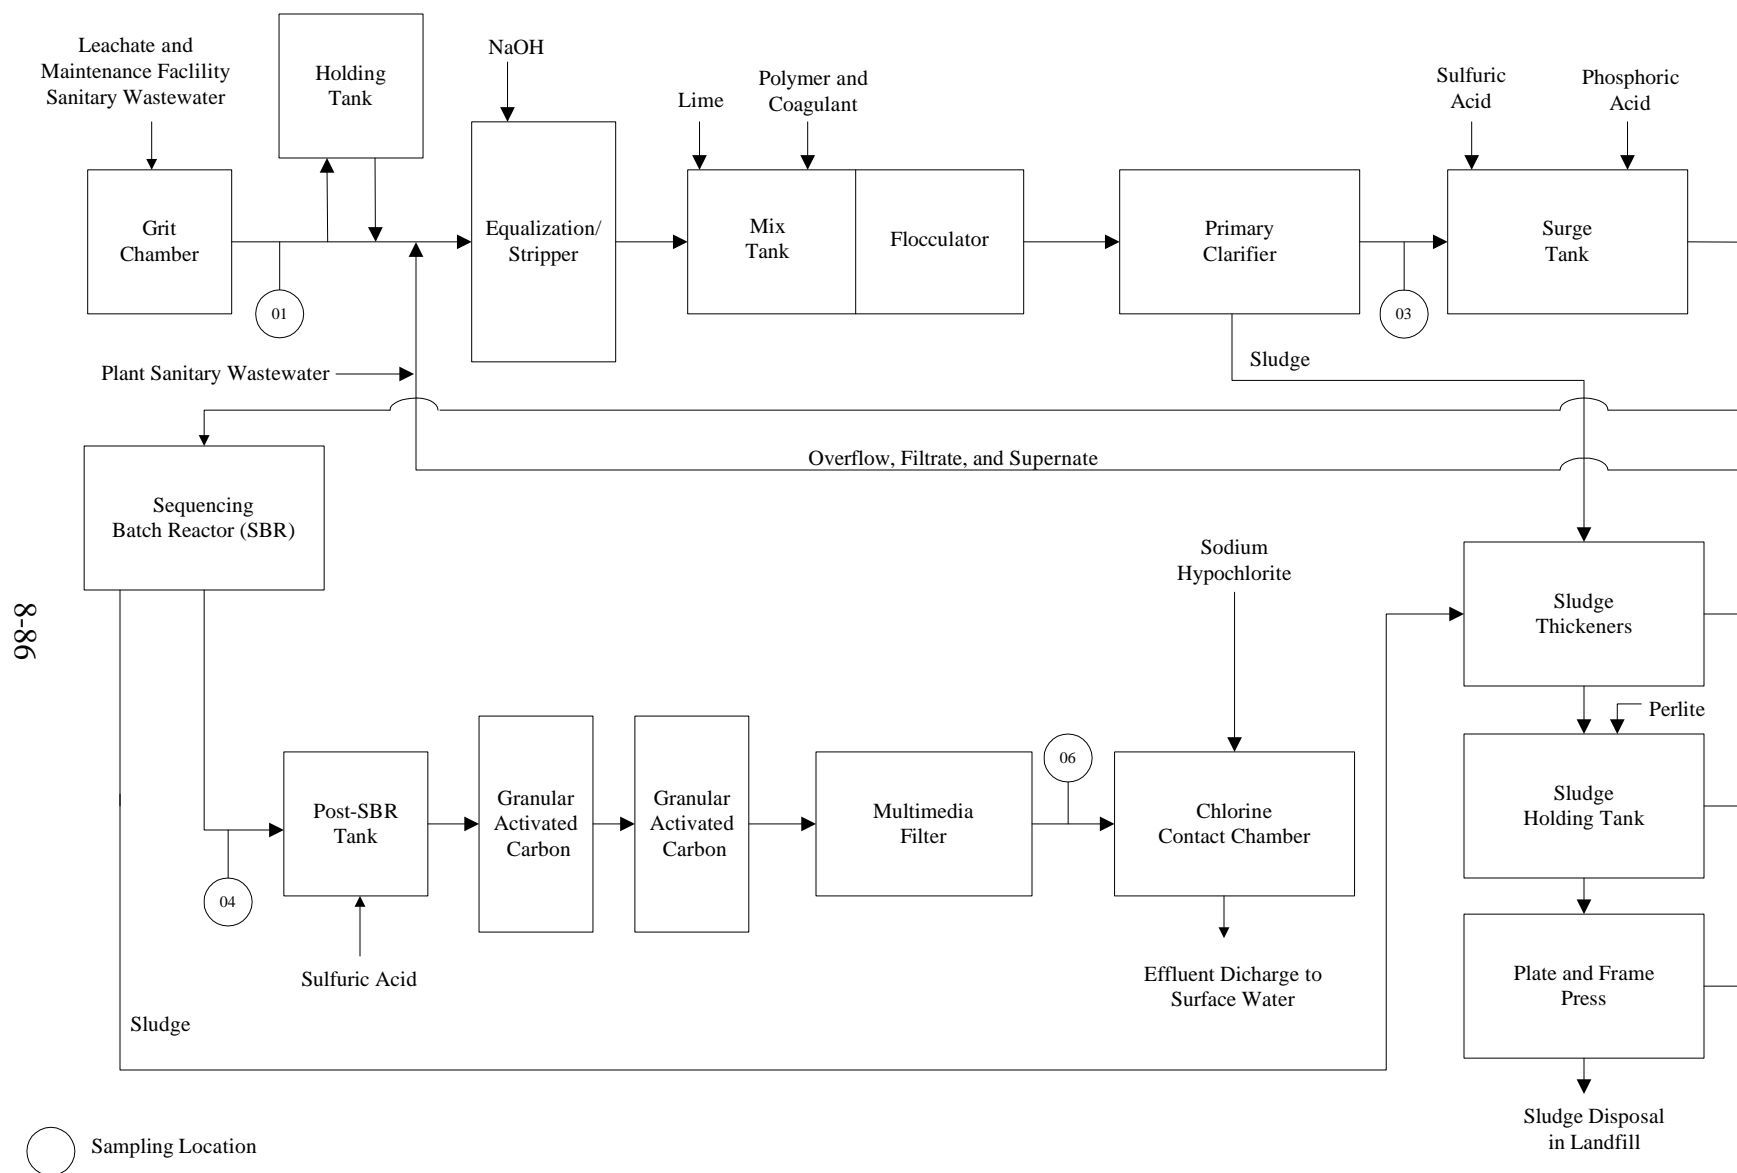 Leachate and
Maintenance Faclility
Sanitary Wastewater
Holding
Tank
NaOH
Lime
Polymer and
Coagulant
Sulfuric
Acid
Phosphoric
Acid
Grit
Chamber
Equalization/
Stripper
Mix
Tank
Flocculator
Primary
Clarifier
Surge
Tank
01
03
Plant Sanitary Wastewater
Sludge
Overflow, Filtrate, and Supernate
Sequencing
Batch Reactor (SBR)
Sodium
Hypochlorite
Sludge
Thickeners
8-86
Perlite
Post-SBR
Tank
Granular
Activated
Carbon
Granular
Activated
Carbon
Multimedia
Filter
06
Chlorine
Contact Chamber
Sludge
Holding Tank
04
Sulfuric Acid
Effluent Dicharge to
Surface Water
Plate and Frame
Press
Sludge
Sludge Disposal
in Landfill
Sampling Location